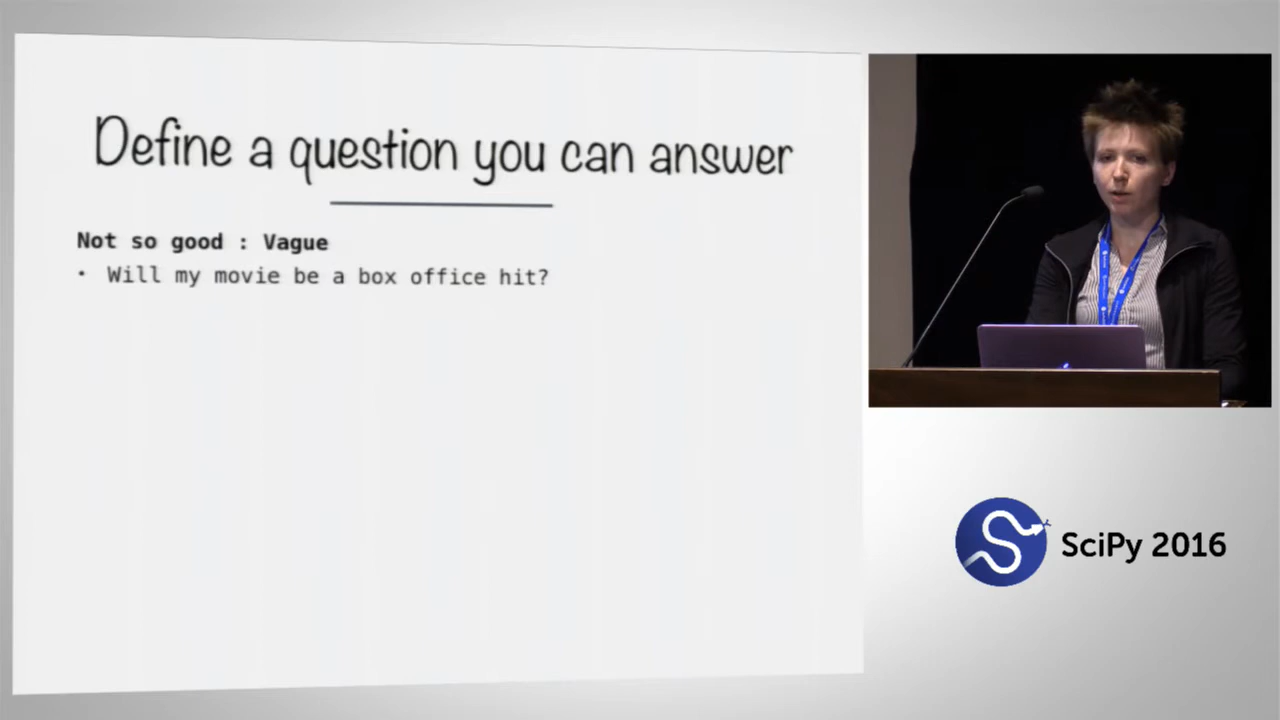 Define a question you can answer
Not so good : Vague
• Will my movie be a box office hit?
SciPy 2016